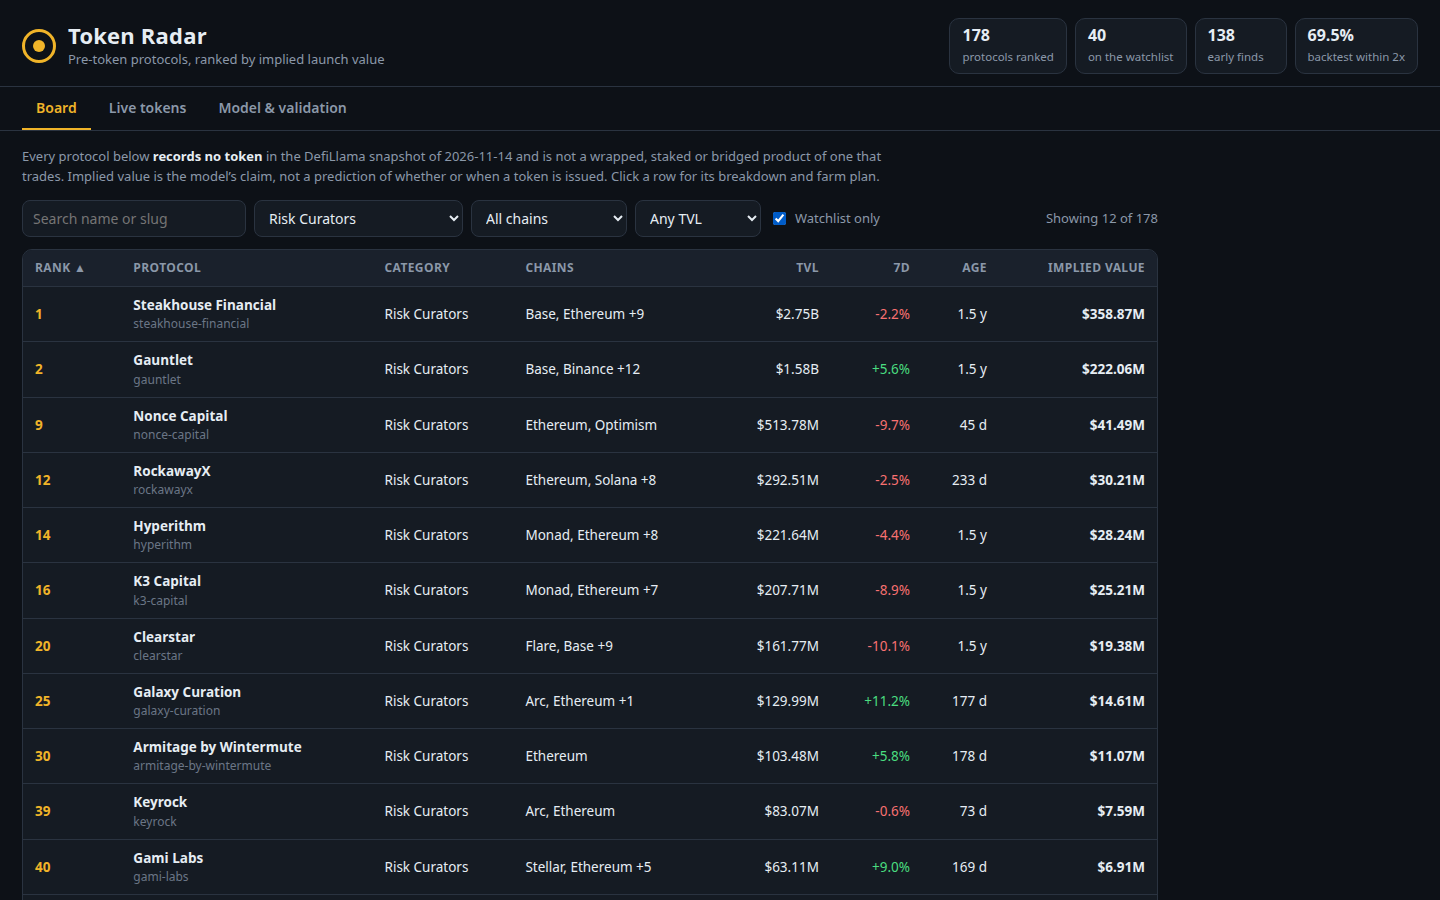 Token Radar
Pre-token protocols, ranked by implied launch value
178
protocols ranked
40
on the watchlist
138
early finds
69.5%
backtest within 2x
Board
Live tokens
Model & validation
Every protocol below records no token in the DefiLlama snapshot of 2026-11-14 and is not a wrapped, staked or bridged product of one that
trades. Implied value is the model’s claim, not a prediction of whether or when a token is issued. Click a row for its breakdown and farm plan.
Search name or slug
Risk Curators
All chains
Any TVL
Watchlist only
Showing 12 of 178
RANK ▲ PROTOCOL CATEGORY CHAINS TVL 7D AGE IMPLIED VALUE
1 Steakhouse Financial Risk Curators Base, Ethereum +9 $2.75B -2.2% 1.5 y $358.87M
steakhouse-financial
2 Gauntlet Risk Curators Base, Binance +12 $1.58B +5.6% 1.5 y $222.06M
gauntlet
9 Nonce Capital Risk Curators Ethereum, Optimism $513.78M -9.7% 45 d $41.49M
nonce-capital
12 RockawayX Risk Curators Ethereum, Solana +8 $292.51M -2.5% 233 d $30.21M
rockawayx
14 Hyperithm Risk Curators Monad, Ethereum +8 $221.64M -4.4% 1.5 y $28.24M
hyperithm
16 K3 Capital Risk Curators Monad, Ethereum +7 $207.71M -8.9% 1.5 y $25.21M
k3-capital
20 Clearstar Risk Curators Flare, Base +9 $161.77M -10.1% 1.5 y $19.38M
clearstar
25 Galaxy Curation Risk Curators Arc, Ethereum +1 $129.99M +11.2% 177 d $14.61M
galaxy-curation
30 Armitage by Wintermute Risk Curators Ethereum $103.48M +5.8% 178 d $11.07M
armitage-by-wintermute
39 Keyrock Risk Curators Arc, Ethereum $83.07M -0.6% 73 d $7.59M
keyrock
40 Gami Labs Risk Curators Stellar, Ethereum +5 $63.11M +9.0% 169 d $6.91M
gami-labs